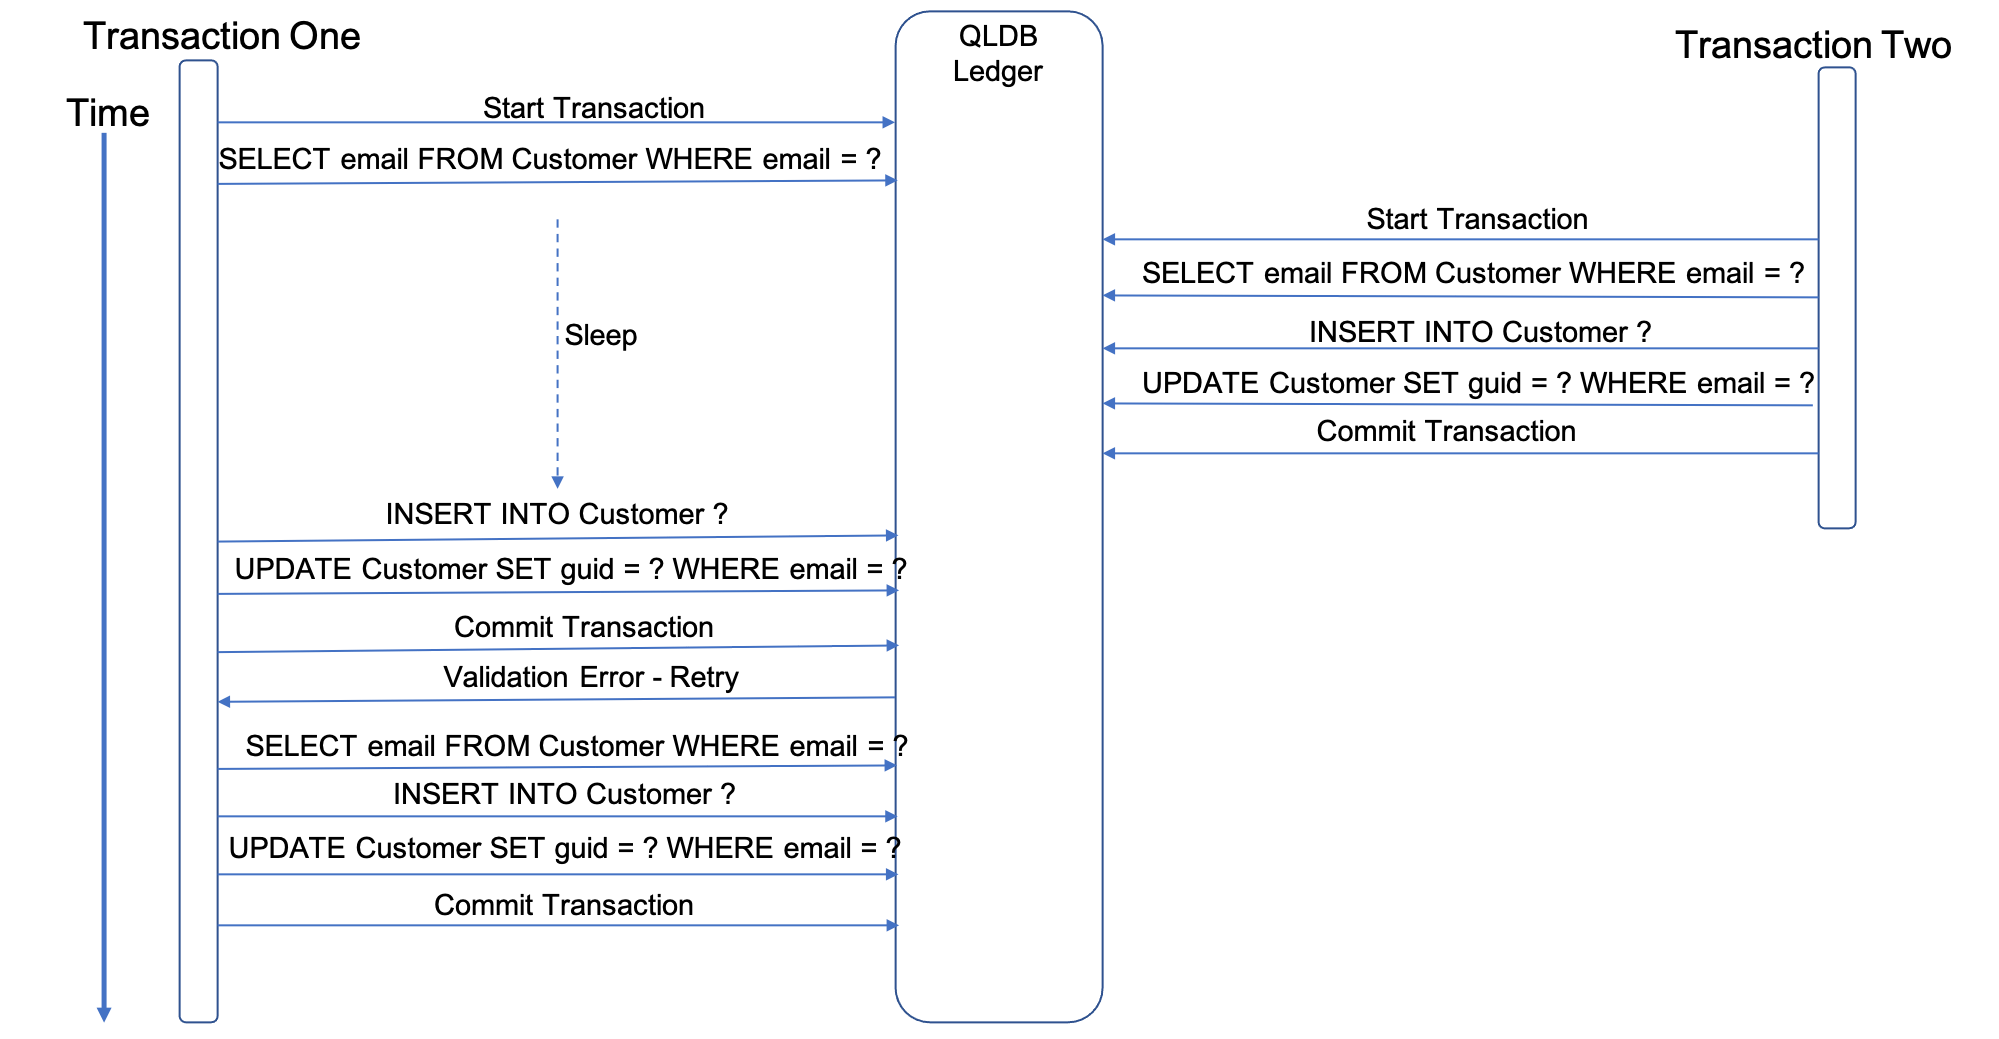 Transaction One
QLDB
Ledger
Transaction Two
Time
Start Transaction
SELECT email FROM Customer WHERE email = ?
Start Transaction
SELECT email FROM Customer WHERE email = ?
Sleep
INSERT INTO Customer ?
UPDATE Customer SET guid = ? WHERE email = ?
Commit Transaction
INSERT INTO Customer ?
UPDATE Customer SET guid = ? WHERE email = ?
Commit Transaction
Validation Error - Retry
SELECT email FROM Customer WHERE email = ?
INSERT INTO Customer ?
UPDATE Customer SET guid = ? WHERE email = ?
Commit Transaction